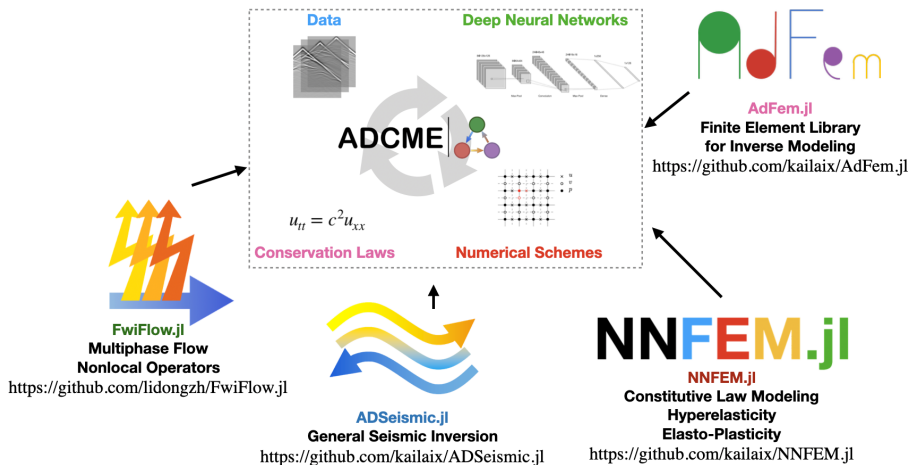 Data
Deep Neural Networks
ADCME
u_{tt} = c^2 u_{xx}
Conservation Laws
Numerical Schemes
AdFem
AdFem.jl
Finite Element Library
for Inverse Modeling
https://github.com/kailaix/AdFem.jl
FwiFlow.jl
Multiphase Flow
Nonlocal Operators
https://github.com/lidongzh/FwiFlow.jl
ADSeismic.jl
General Seismic Inversion
https://github.com/kailaix/ADSeismic.jl
NNFEM.jl
NNFEM.jl
Constitutive Law Modeling
Hyperelasticity
Elasto-Plasticity
https://github.com/kailaix/NNFEM.jl